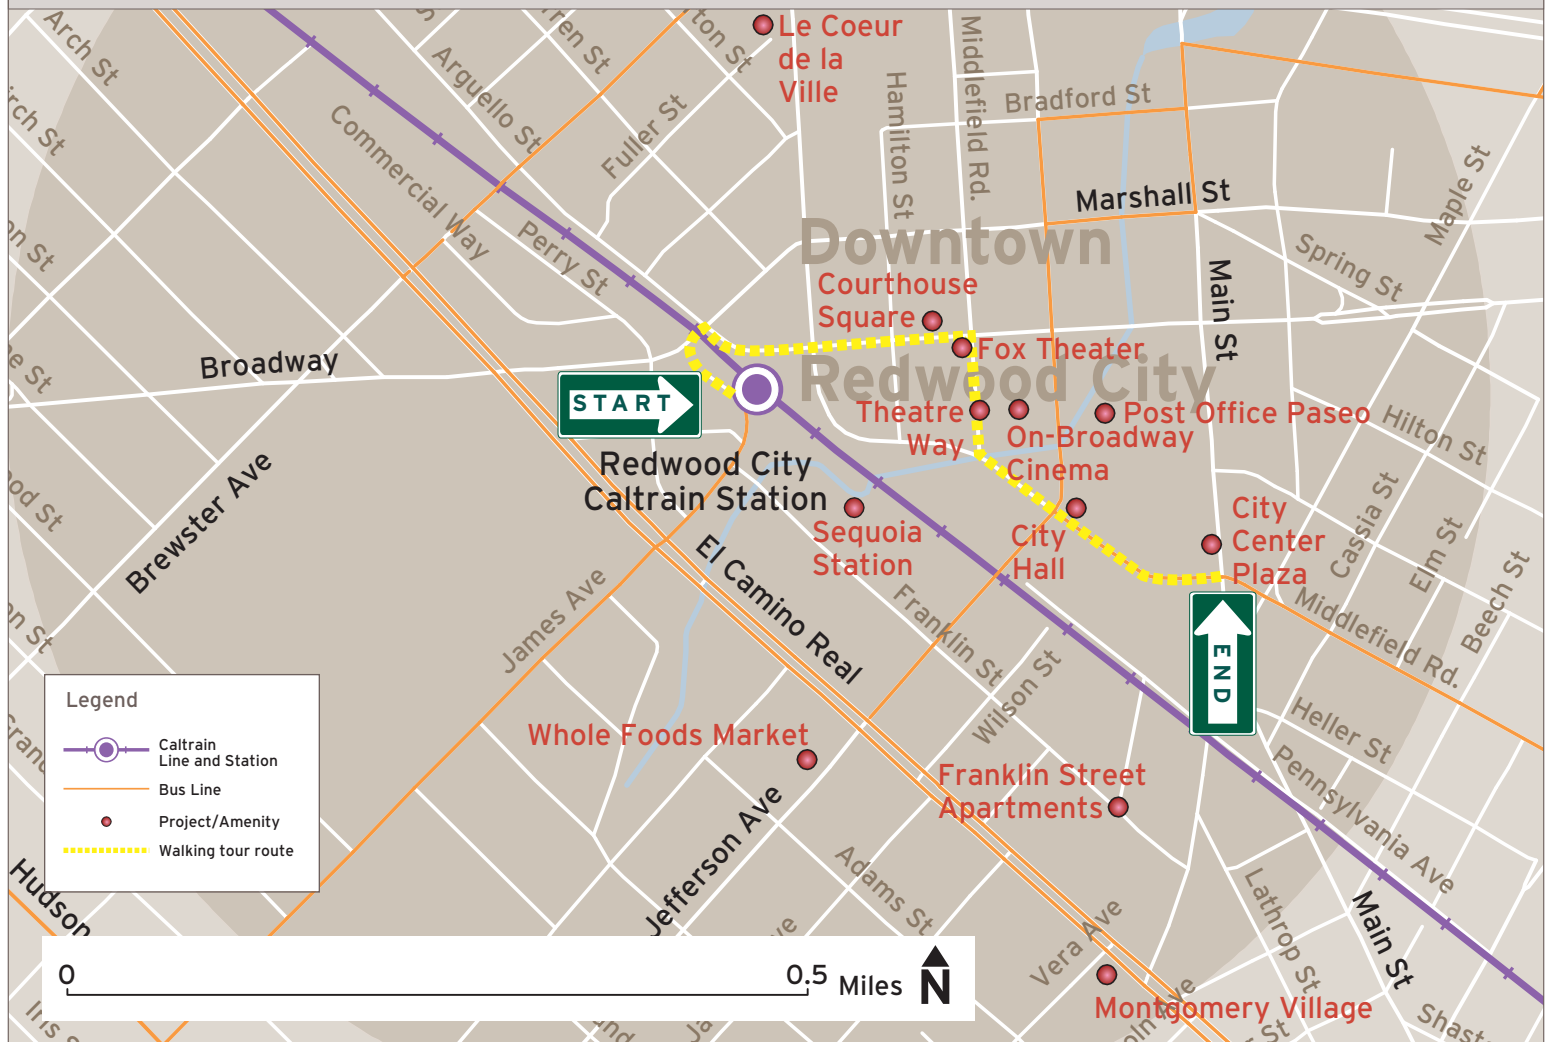 Le Coeur
de la
Ville
Arch St
Arguello St
Fuller St
Commercial Way
Perry St
Hamilton St
Middlefield Rd.
Bradford St
Marshall St
Maple St
Spring St
Main St
Downtown
Redwood City
Courthouse
Square
Fox Theater
Broadway
START
Theatre
Way
On-Broadway
Cinema
Post Office Paseo
Hilton St
Redwood City
Caltrain Station
Brewster Ave
Sequoia
Station
City
Hall
City
Center
Plaza
Cassia St
Elm St
Beech St
Middlefield Rd.
END
El Camino Real
James Ave
Franklin St
Wilson St
Heller St
Pennsylvania Ave
Whole Foods Market
Franklin Street
Apartments
Jefferson Ave
Adams St
Vera Ave
Lathrop St
Main St
Montgomery Village
Hudson
Legend
Caltrain
Line and Station
Bus Line
Project/Amenity
Walking tour route
0
0.5
Miles
N